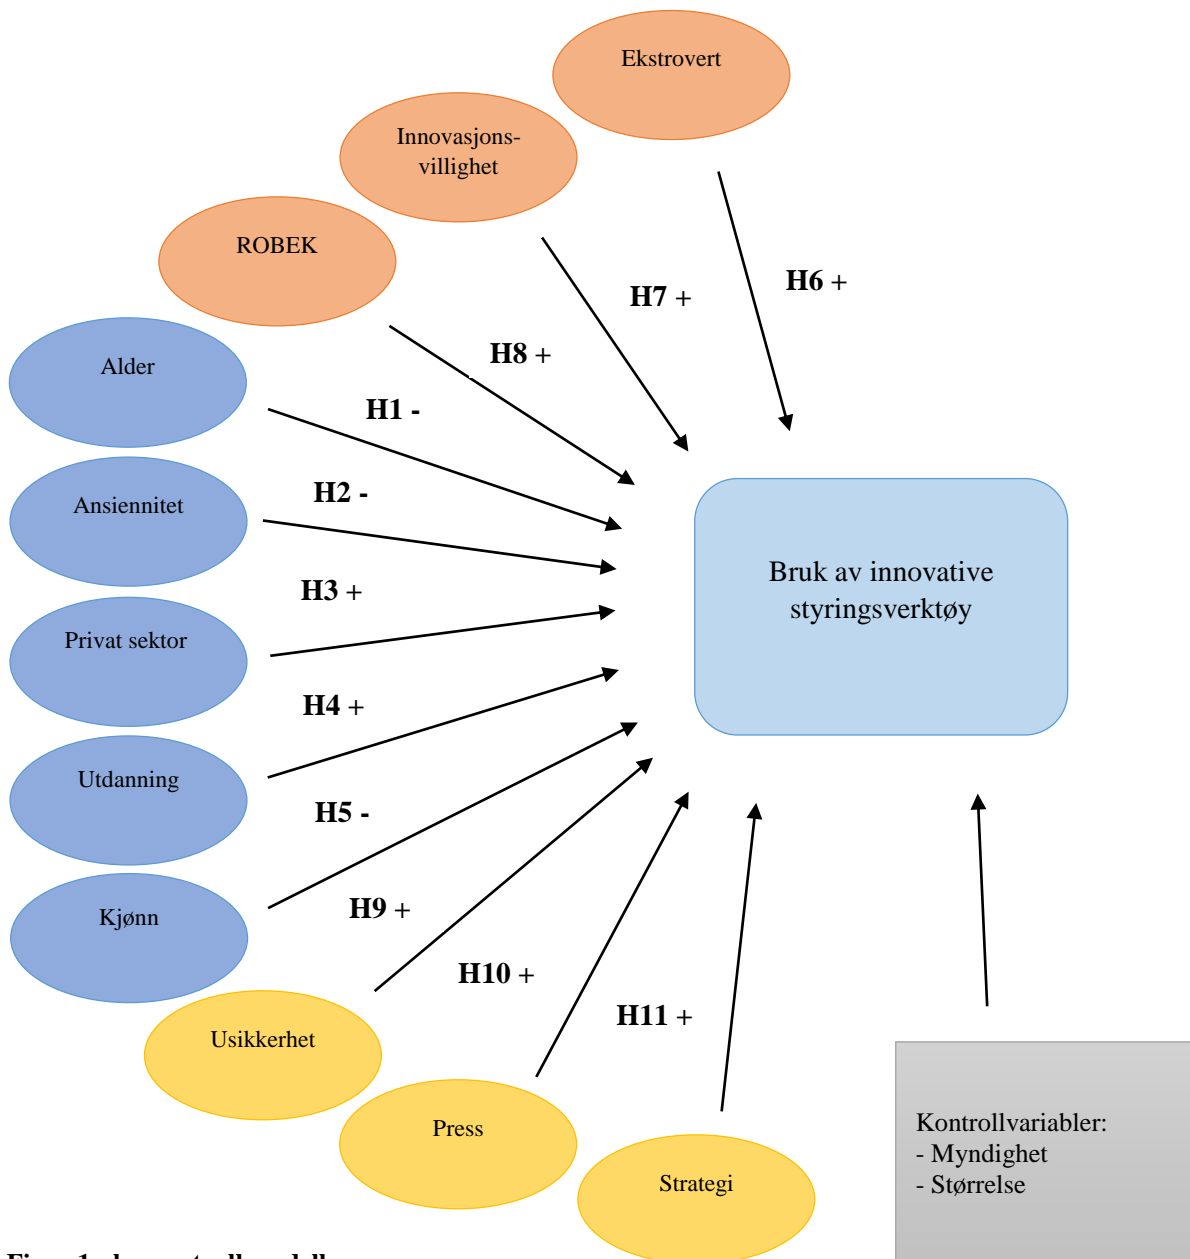 Ekstrovert
Innovasjons-
villighet
ROBEK
H6 +
H7 +
H8 +
Alder
H1 -
Ansiennitet
H2 -
Bruk av innovative
styringsverktøy
H3 +
Privat sektor
H4 +
Utdanning
H5 -
Kjønn
H9 +
H10 +
H11 +
Usikkerhet
Press
Strategi
Kontrollvariabler:
- Myndighet
- Størrelse